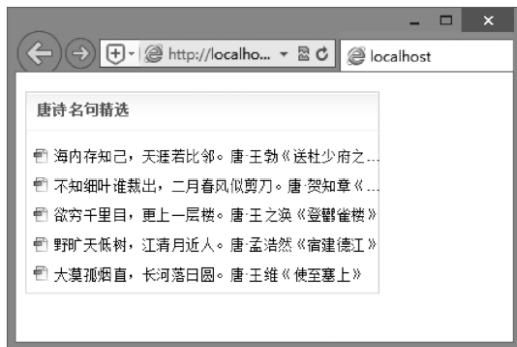 http://localho...
localhost
唐诗名句精选
海内存知己，天涯若比邻。唐·王勃《送杜少府之...
不知细叶谁裁出，二月春风似剪刀。唐·贺知章《...
欲穷千里目，更上一层楼。唐·王之涣《登鹳雀楼》
野旷天低树，江清月近人。唐·孟浩然《宿建德江》
大漠孤烟直，长河落日圆。唐·王维《使至塞上》